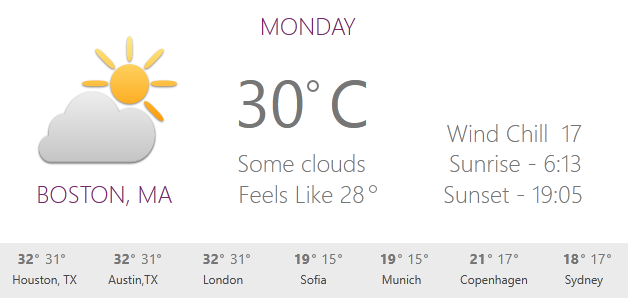 MONDAY
30° C
Wind Chill 17
Some clouds
Sunrise - 6:13
BOSTON, MA
Feels Like 28°
Sunset - 19:05
32° 31° 32° 31° 32° 31° 19° 15° 19° 15° 21° 17° 18° 17°
Houston, TX Austin,TX London Sofia Munich Copenhagen Sydney